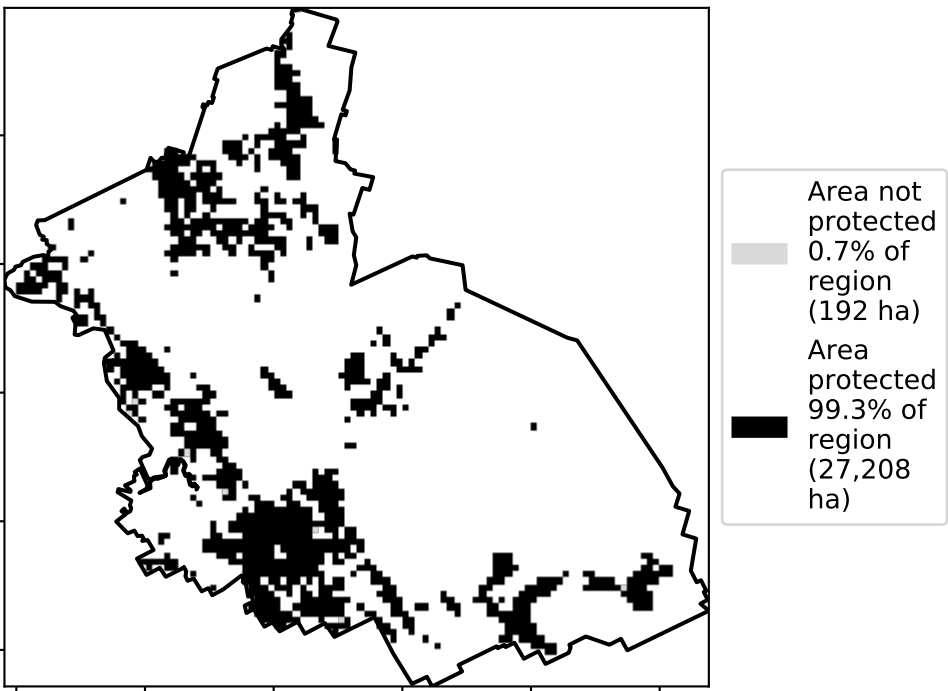 Area not
protected
0.7% of
region
(192 ha)
Area
protected
99.3% of
region
(27,208
ha)